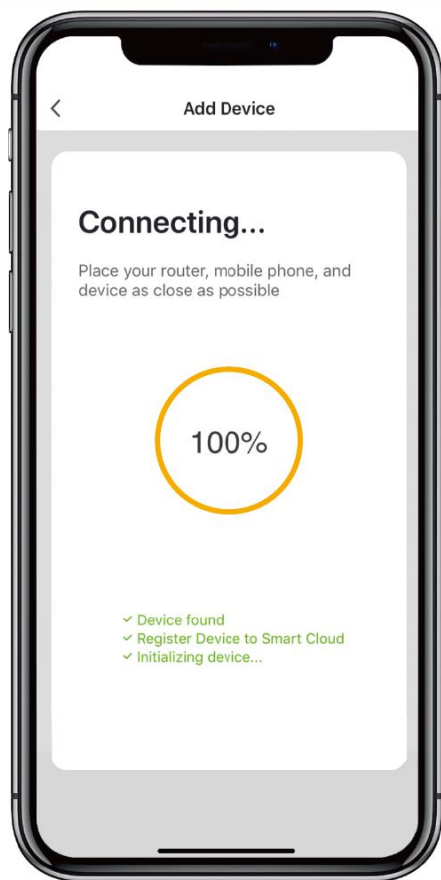 Add Device
Connecting...
Place your router, mobile phone, and
device as close as possible
100%
Device found
Register Device to Smart Cloud
Initializing device...